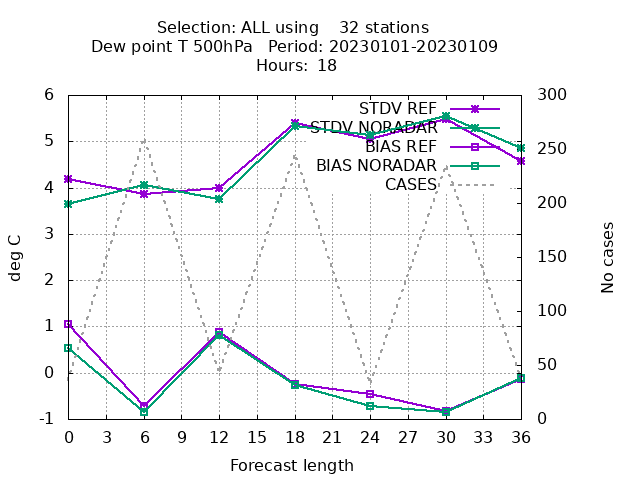 Selection: ALL using 32 stations
Dew point T 500hPa Period: 20230101-20230109
Hours: 18
STDV REF
STDV NORADAR
BIAS REF
BIAS NORADAR
CASES
deg C
6
5
4
3
2
1
0
-1
300
250
200
150
100
50
0
No cases
0 3 6 9 12 15 18 21 24 27 30 33 36
Forecast length